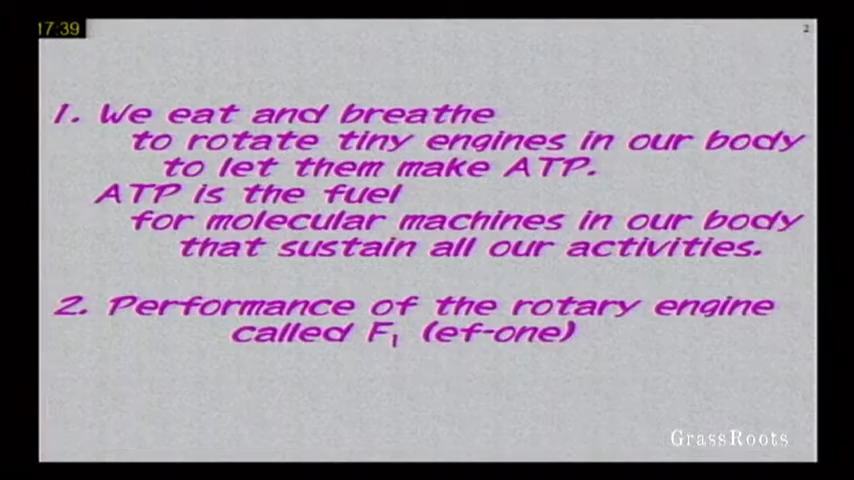 17:39
2
1. We eat and breathe
to rotate tiny engines in our body
to let them make ATP.
ATP is the fuel
for molecular machines in our body
that sustain all our activities.
2. Performance of the rotary engine
called F₁ (ef-one)
GrassRoots